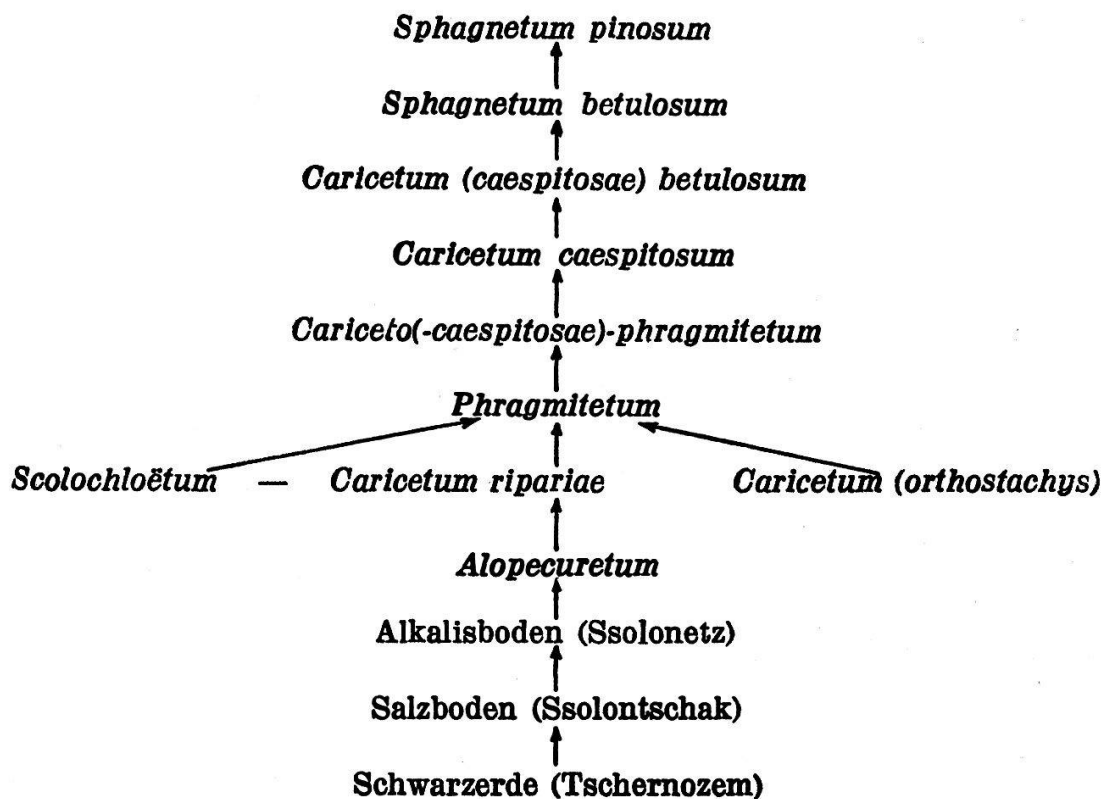 Sphagnetum pinosum
Sphagnetum betulosum
Caricetum (caespitosae) betulosum
Caricetum caespitosum
Cariceto(-caespitosae)-phragmitetum
Phragmitetum
Scolochloëtum — Caricetum ripariae Caricetum (orthostachys)
Alopecuretum
Alkalisboden (Ssolonetz)
Salzboden (Ssolontschak)
Schwarzerde (Tschernozem)